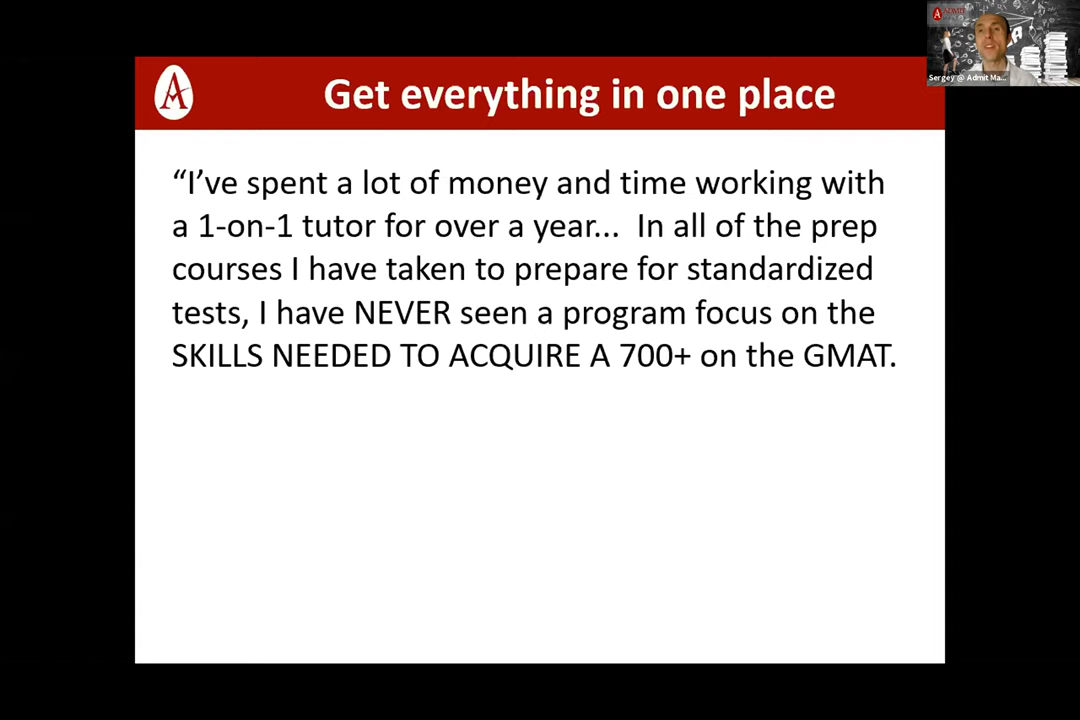 ADMIT
Sergey @ Admit Ma...
Get everything in one place
“I’ve spent a lot of money and time working with
a 1-on-1 tutor for over a year...  In all of the prep
courses I have taken to prepare for standardized
tests, I have NEVER seen a program focus on the
SKILLS NEEDED TO ACQUIRE A 700+ on the GMAT.